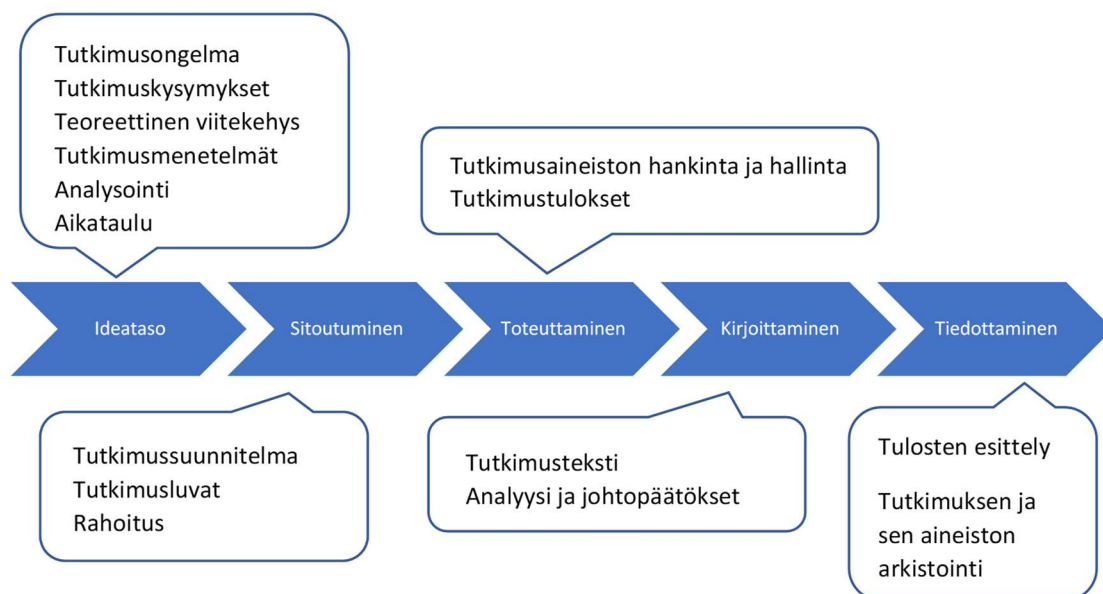 Tutkimusongelma
Tutkimuskysymykset
Teoreettinen viitekehys
Tutkimusmenetelmät
Analysointi
Aikataulu
Tutkimusaineiston hankinta ja hallinta
Tutkimustulokset
Ideataso
Sitoutuminen
Toteuttaminen
Kirjoittaminen
Tiedottaminen
Tutkimussuunnitelma
Tutkimusluvat
Rahoitus
Tutkimusteksti
Analyysi ja johtopäätökset
Tulosten esittely
Tutkimuksen ja
sen aineiston
arkistointi